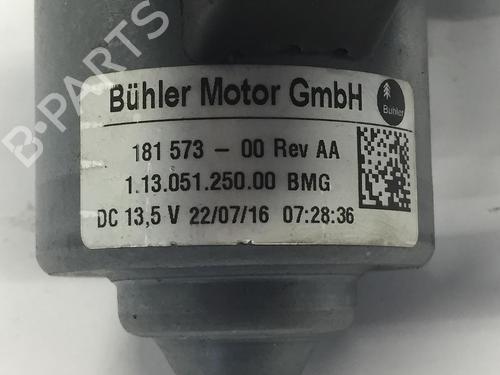 Bühler Motor GmbH
Bühler
181 573 - 00 Rev AA
1.13.051.250.00 BMG
DC 13,5 V 22/07/16 07:28:36
B-PARTS